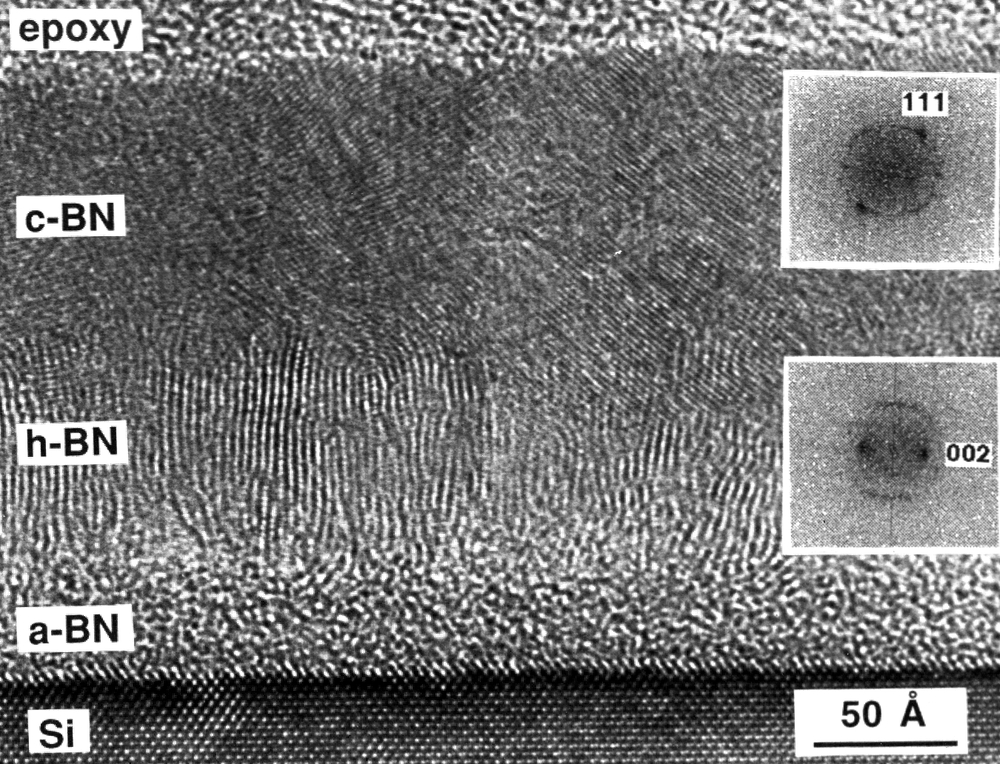 epoxy
111
c-BN
h-BN
002
a-BN
Si
50 Å